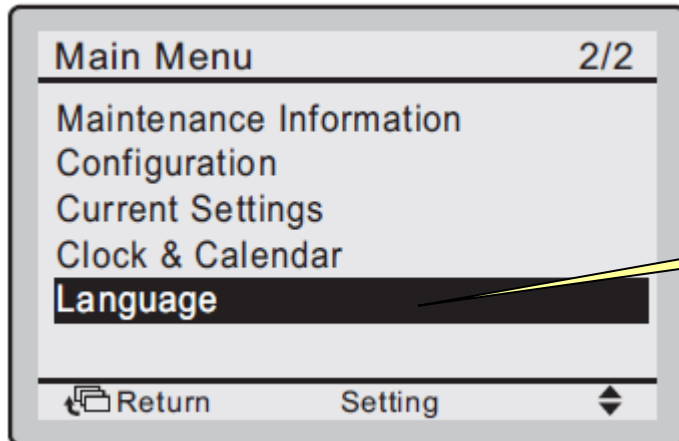 Main Menu 2/2
Maintenance Information
Configuration
Current Settings
Clock & Calendar
Language
Return Setting